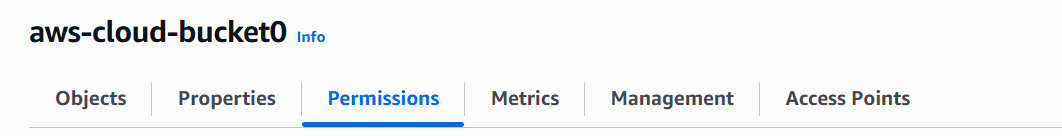 aws-cloud-bucket0 Info
Objects Properties Permissions Metrics Management Access Points